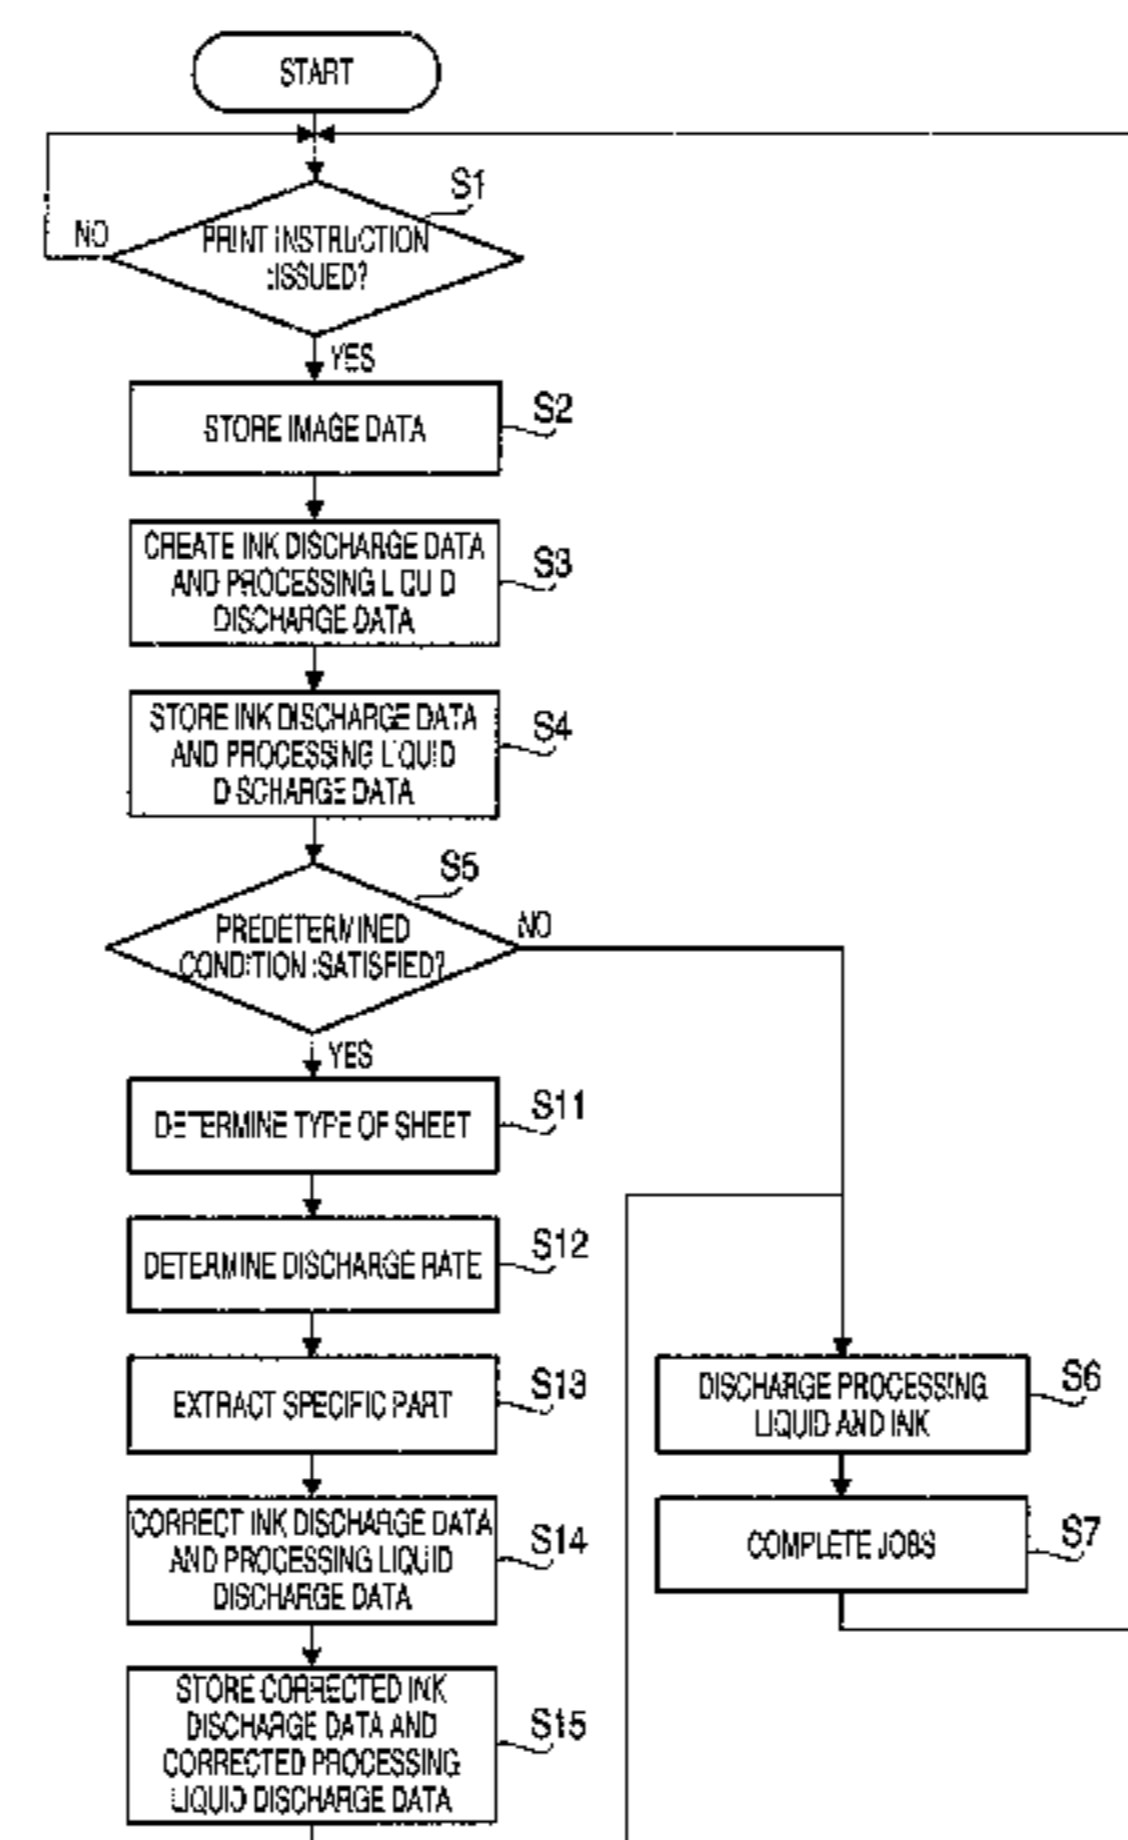 START
S1
NO
PRINT INSTRUCTION
ISSUED?
YES
STORE IMAGE DATA
S2
CREATE INK DISCHARGE DATA
AND PROCESSING LIQUID
DISCHARGE DATA
S3
STORE INK DISCHARGE DATA
AND PROCESSING LIQUID
DISCHARGE DATA
S4
S5
PREDETERMINED
CONDITION SATISFIED?
NO
YES
DETERMINE TYPE OF SHEET
S11
DETERMINE DISCHARGE RATE
S12
EXTRACT SPECIFIC PART
S13
CORRECT INK DISCHARGE DATA
AND PROCESSING LIQUID
DISCHARGE DATA
S14
STORE CORRECTED INK
DISCHARGE DATA AND
CORRECTED PROCESSING
LIQUID DISCHARGE DATA
S15
DISCHARGE PROCESSING
LIQUID AND INK
S6
COMPLETE JOBS
S7